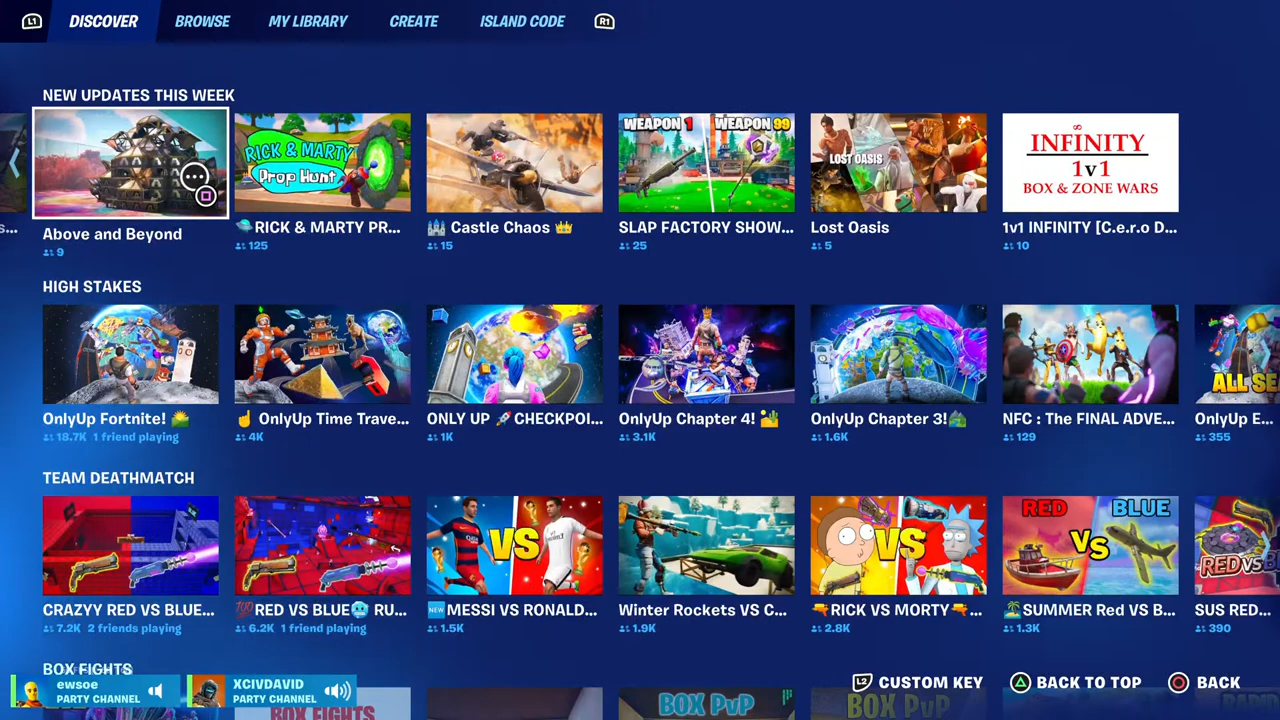 L1 DISCOVER BROWSE MY LIBRARY CREATE ISLAND CODE R1
NEW UPDATES THIS WEEK
RICK & MARTY
Prop Hunt
WEAPON 1 WEAPON 99
LOST OASIS
INFINITY
1v1
BOX & ZONE WARS
Above and Beyond
9
🛸RICK & MARTY PR...
125
🏰 Castle Chaos 👑
15
SLAP FACTORY SHOW...
25
Lost Oasis
5
1v1 INFINITY [C.e.r.o D...
10
HIGH STAKES
OnlyUp Fortnite!
18.7K 1 friend playing
☝ OnlyUp Time Trave...
4K
ONLY UP 🚀CHECKPOI...
1K
OnlyUp Chapter 4! 🏜
3.1K
OnlyUp Chapter 3!
1.6K
NFC : The FINAL ADVE...
129
ALL SE
OnlyUp E...
355
TEAM DEATHMATCH
VS
VS
RED VS BLUE
RED VS B
CRAZYY RED VS BLUE...
7.2K 2 friends playing
💯RED VS BLUE🥶 RU...
6.2K 1 friend playing
🆕MESSI VS RONALD...
1.5K
Winter Rockets VS C...
1.9K
🔫RICK VS MORTY🔫...
2.8K
🏝SUMMER Red VS B...
1.3K
SUS RED...
390
BOX FIGHTS
ewsoe
PARTY CHANNEL
XCIVDAVID
PARTY CHANNEL
L2 CUSTOM KEY
BACK TO TOP
BACK
BOX FIGHTS
BOX PvP
BOX PvP